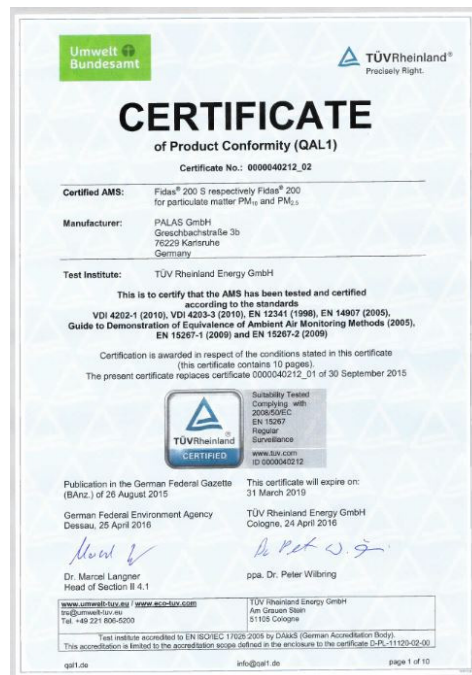 Umwelt
Bundesamt
TÜVRheinland®
Precisely Right.
CERTIFICATE
of Product Conformity (QAL1)
Certificate No.: 0000040212_02
Certified AMS: Fidas® 200 S respectively Fidas® 200
for particulate matter PM10 and PM2,5
Manufacturer: PALAS GmbH
Greschbachstraße 3b
76229 Karlsruhe
Germany
Test Institute: TÜV Rheinland Energy GmbH
This is to certify that the AMS has been tested and certified
according to the standards
VDI 4202-1 (2010), VDI 4203-3 (2010), EN 12341 (1998), EN 14907 (2005),
Guide to Demonstration of Equivalence of Ambient Air Monitoring Methods (2005),
EN 15267-1 (2009) and EN 15267-2 (2009)
Certification is awarded in respect of the conditions stated in this certificate
(this certificate contains 10 pages).
The present certificate replaces certificate 0000040212_01 of 30 September 2015
TÜVRheinland®
CERTIFIED
Suitability Tested
Complying with
2008/50/EC
EN 15267
Regular
Surveillance
www.tuv.com
ID 0000040212
Publication in the German Federal Gazette
(BAnz.) of 26 August 2015
This certificate will expire on:
31 March 2019
German Federal Environment Agency
Dessau, 25 April 2016
TÜV Rheinland Energy GmbH
Cologne, 24 April 2016
Dr. Marcel Langner
Head of Section II 4.1
ppa. Dr. Peter Wilbring
www.umwelt-tuv.eu / www.eco-tuv.com
tre@umwelt-tuv.eu
Tel. +49 221 806-5200
TÜV Rheinland Energy GmbH
Am Grauen Stein
51105 Cologne
Test institute accredited to EN ISO/IEC 17025:2005 by DAkkS (German Accreditation Body).
This accreditation is limited to the accreditation scope defined in the enclosure to the certificate D-PL-11120-02-00
qal1.de
info@qal1.de
page 1 of 10